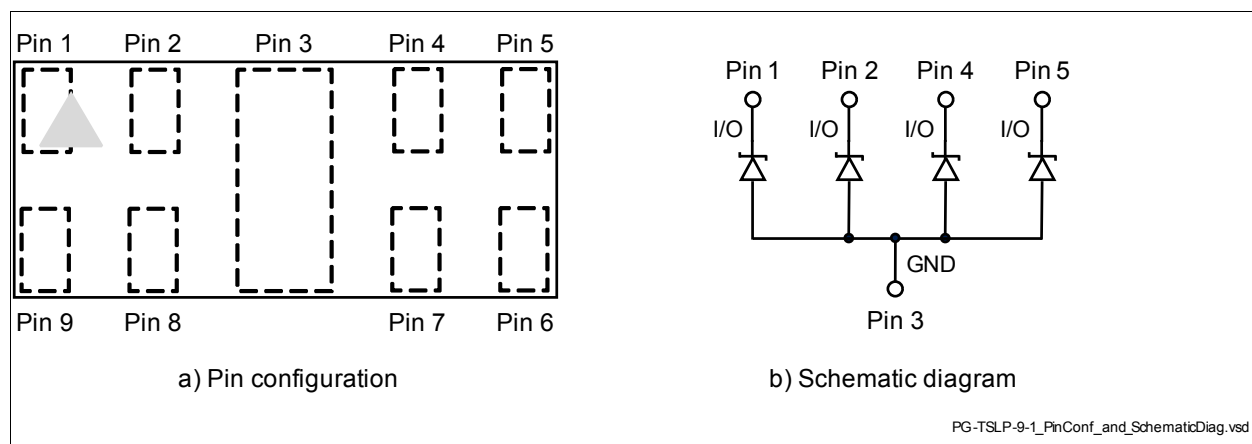 Pin 1 Pin 2 Pin 3 Pin 4 Pin 5
Pin 9 Pin 8 Pin 7 Pin 6
a) Pin configuration
Pin 1 Pin 2 Pin 4 Pin 5
I/O I/O I/O I/O
GND
Pin 3
b) Schematic diagram
PG-TSLP-9-1_PinConf_and_SchematicDiag.vsd